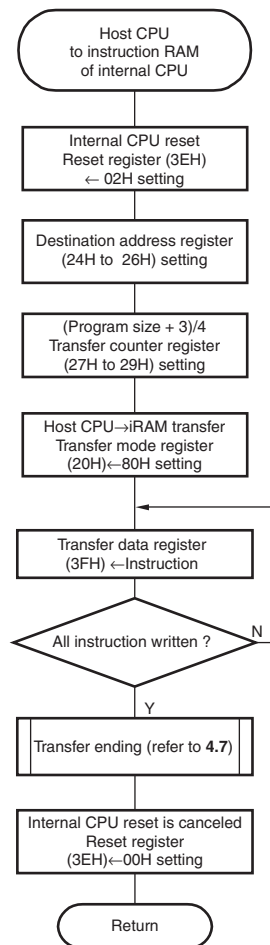 Host CPU
to instruction RAM
of internal CPU
Internal CPU reset
Reset register (3EH)
← 02H setting
Destination address register
(24H to 26H) setting
(Program size + 3)/4
Transfer counter register
(27H to 29H) setting
Host CPU→iRAM transfer
Transfer mode register
(20H)←80H setting
Transfer data register
(3FH) ←Instruction
All instruction written ?
N
Y
Transfer ending (refer to 4.7)
Internal CPU reset is canceled
Reset register
(3EH)←00H setting
Return